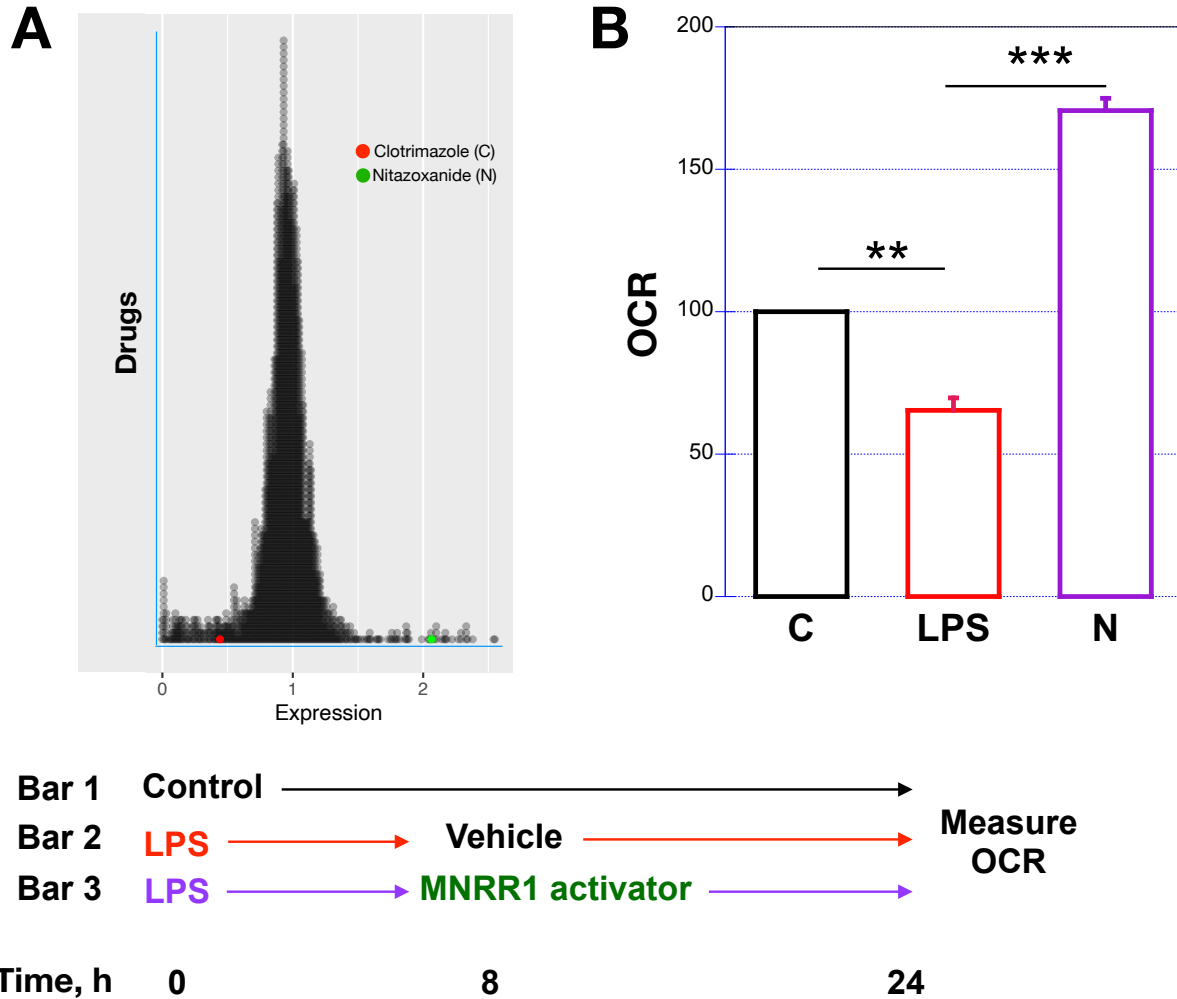 A
Clotrimazole (C)
Nitazoxanide (N)
Drugs
0 1 2
Expression
B
200
150
100
50
0
OCR
**
***
C LPS N
Bar 1 Control
Bar 2 LPS Vehicle
Bar 3 LPS MNRR1 activator
Measure
OCR
Time, h 0 8 24